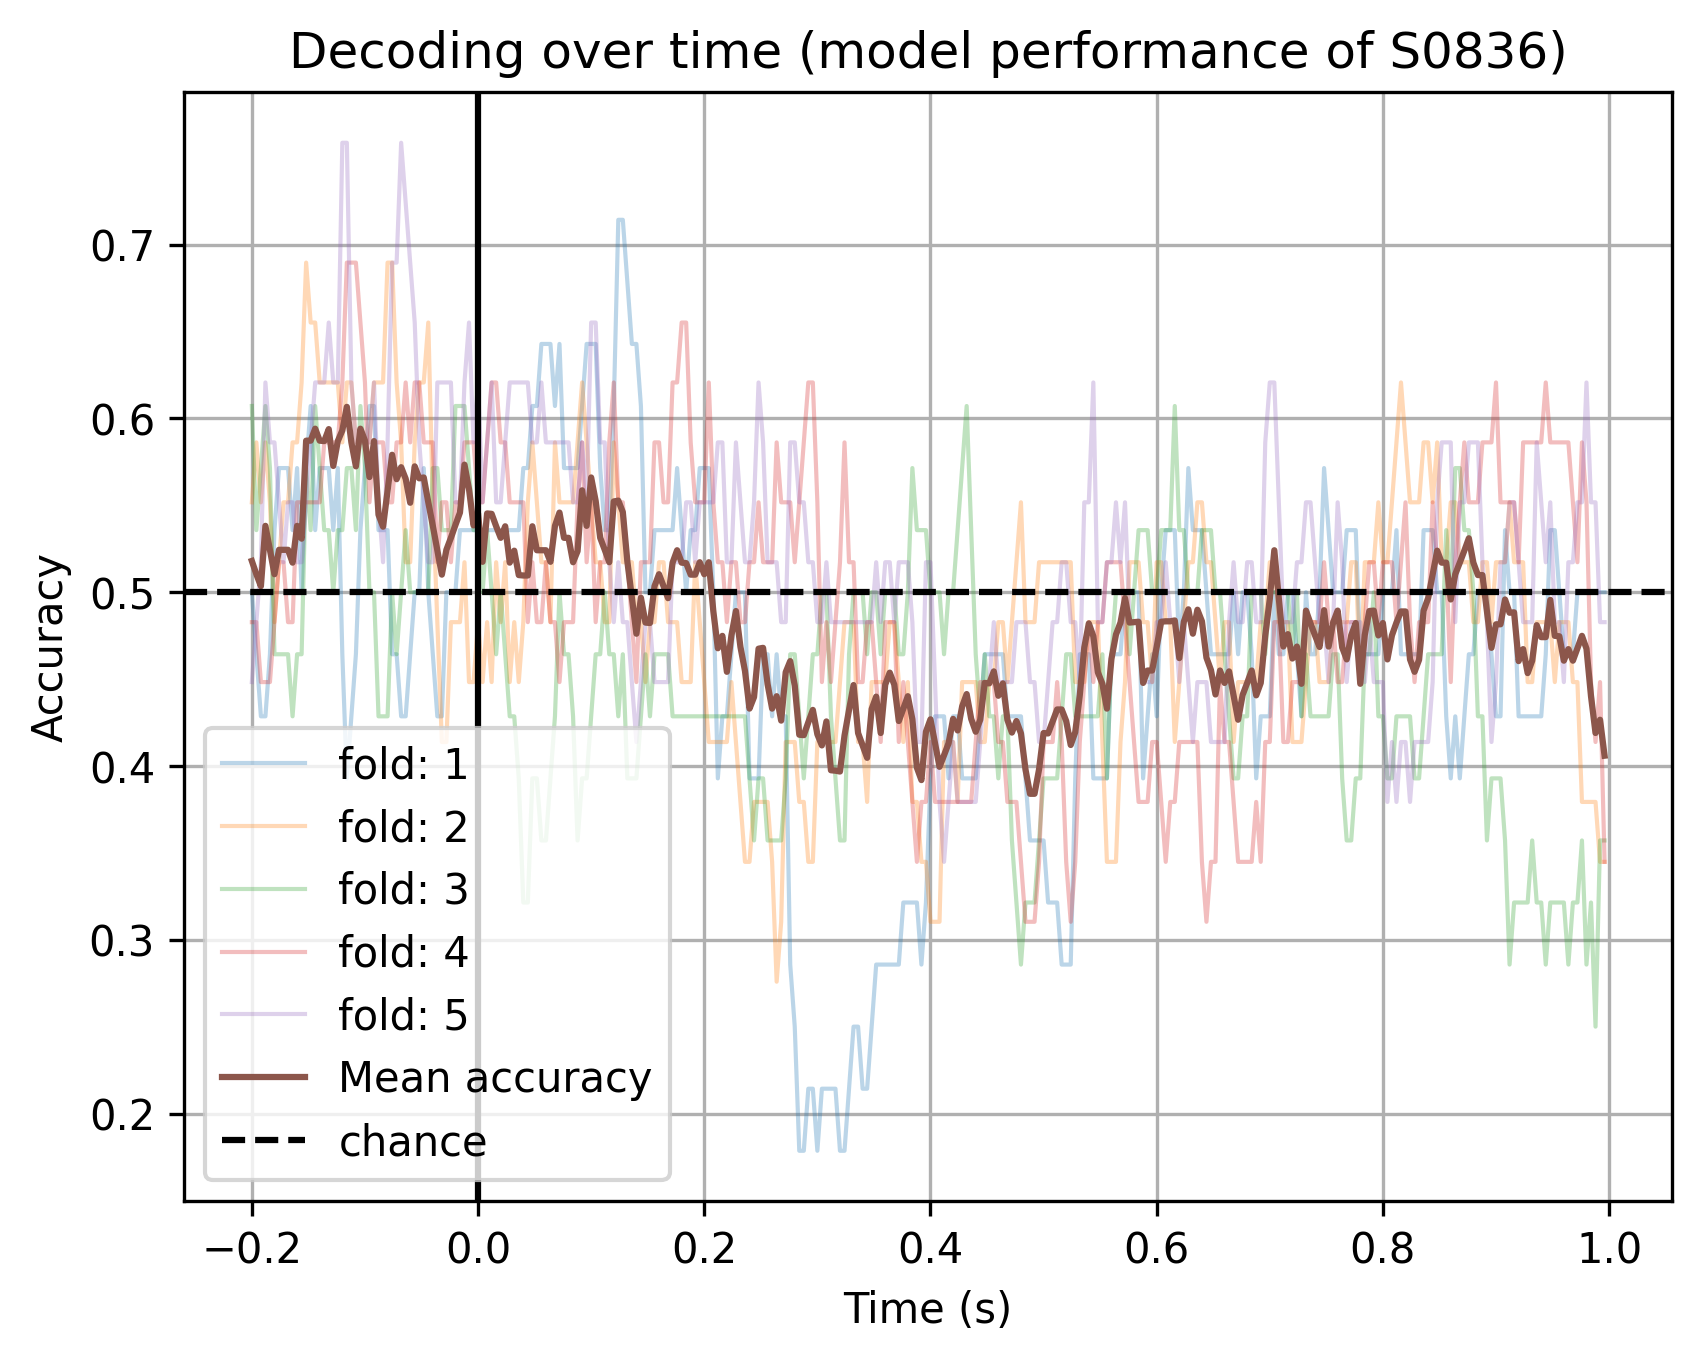 Decoding over time (model performance of S0836)
Accuracy
0.7
0.6
0.5
0.4
0.3
0.2
fold: 1
fold: 2
fold: 3
fold: 4
fold: 5
Mean accuracy
chance
−0.2 0.0 0.2 0.4 0.6 0.8 1.0
Time (s)